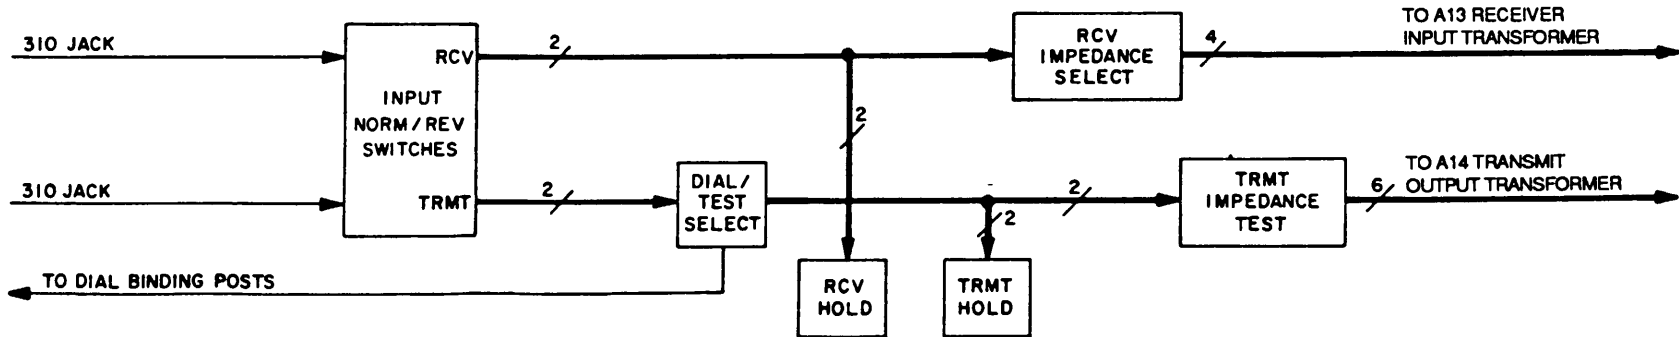 310 JACK
310 JACK
INPUT
NORM/REV
SWITCHES
RCV
TRMT
2
2
2
DIAL/
TEST
SELECT
TO DIAL BINDING POSTS
RCV
HOLD
2
TRMT
HOLD
2
RCV
IMPEDANCE
SELECT
4
TO A13 RECEIVER
INPUT TRANSFORMER
TRMT
IMPEDANCE
TEST
6
TO A14 TRANSMIT
OUTPUT TRANSFORMER